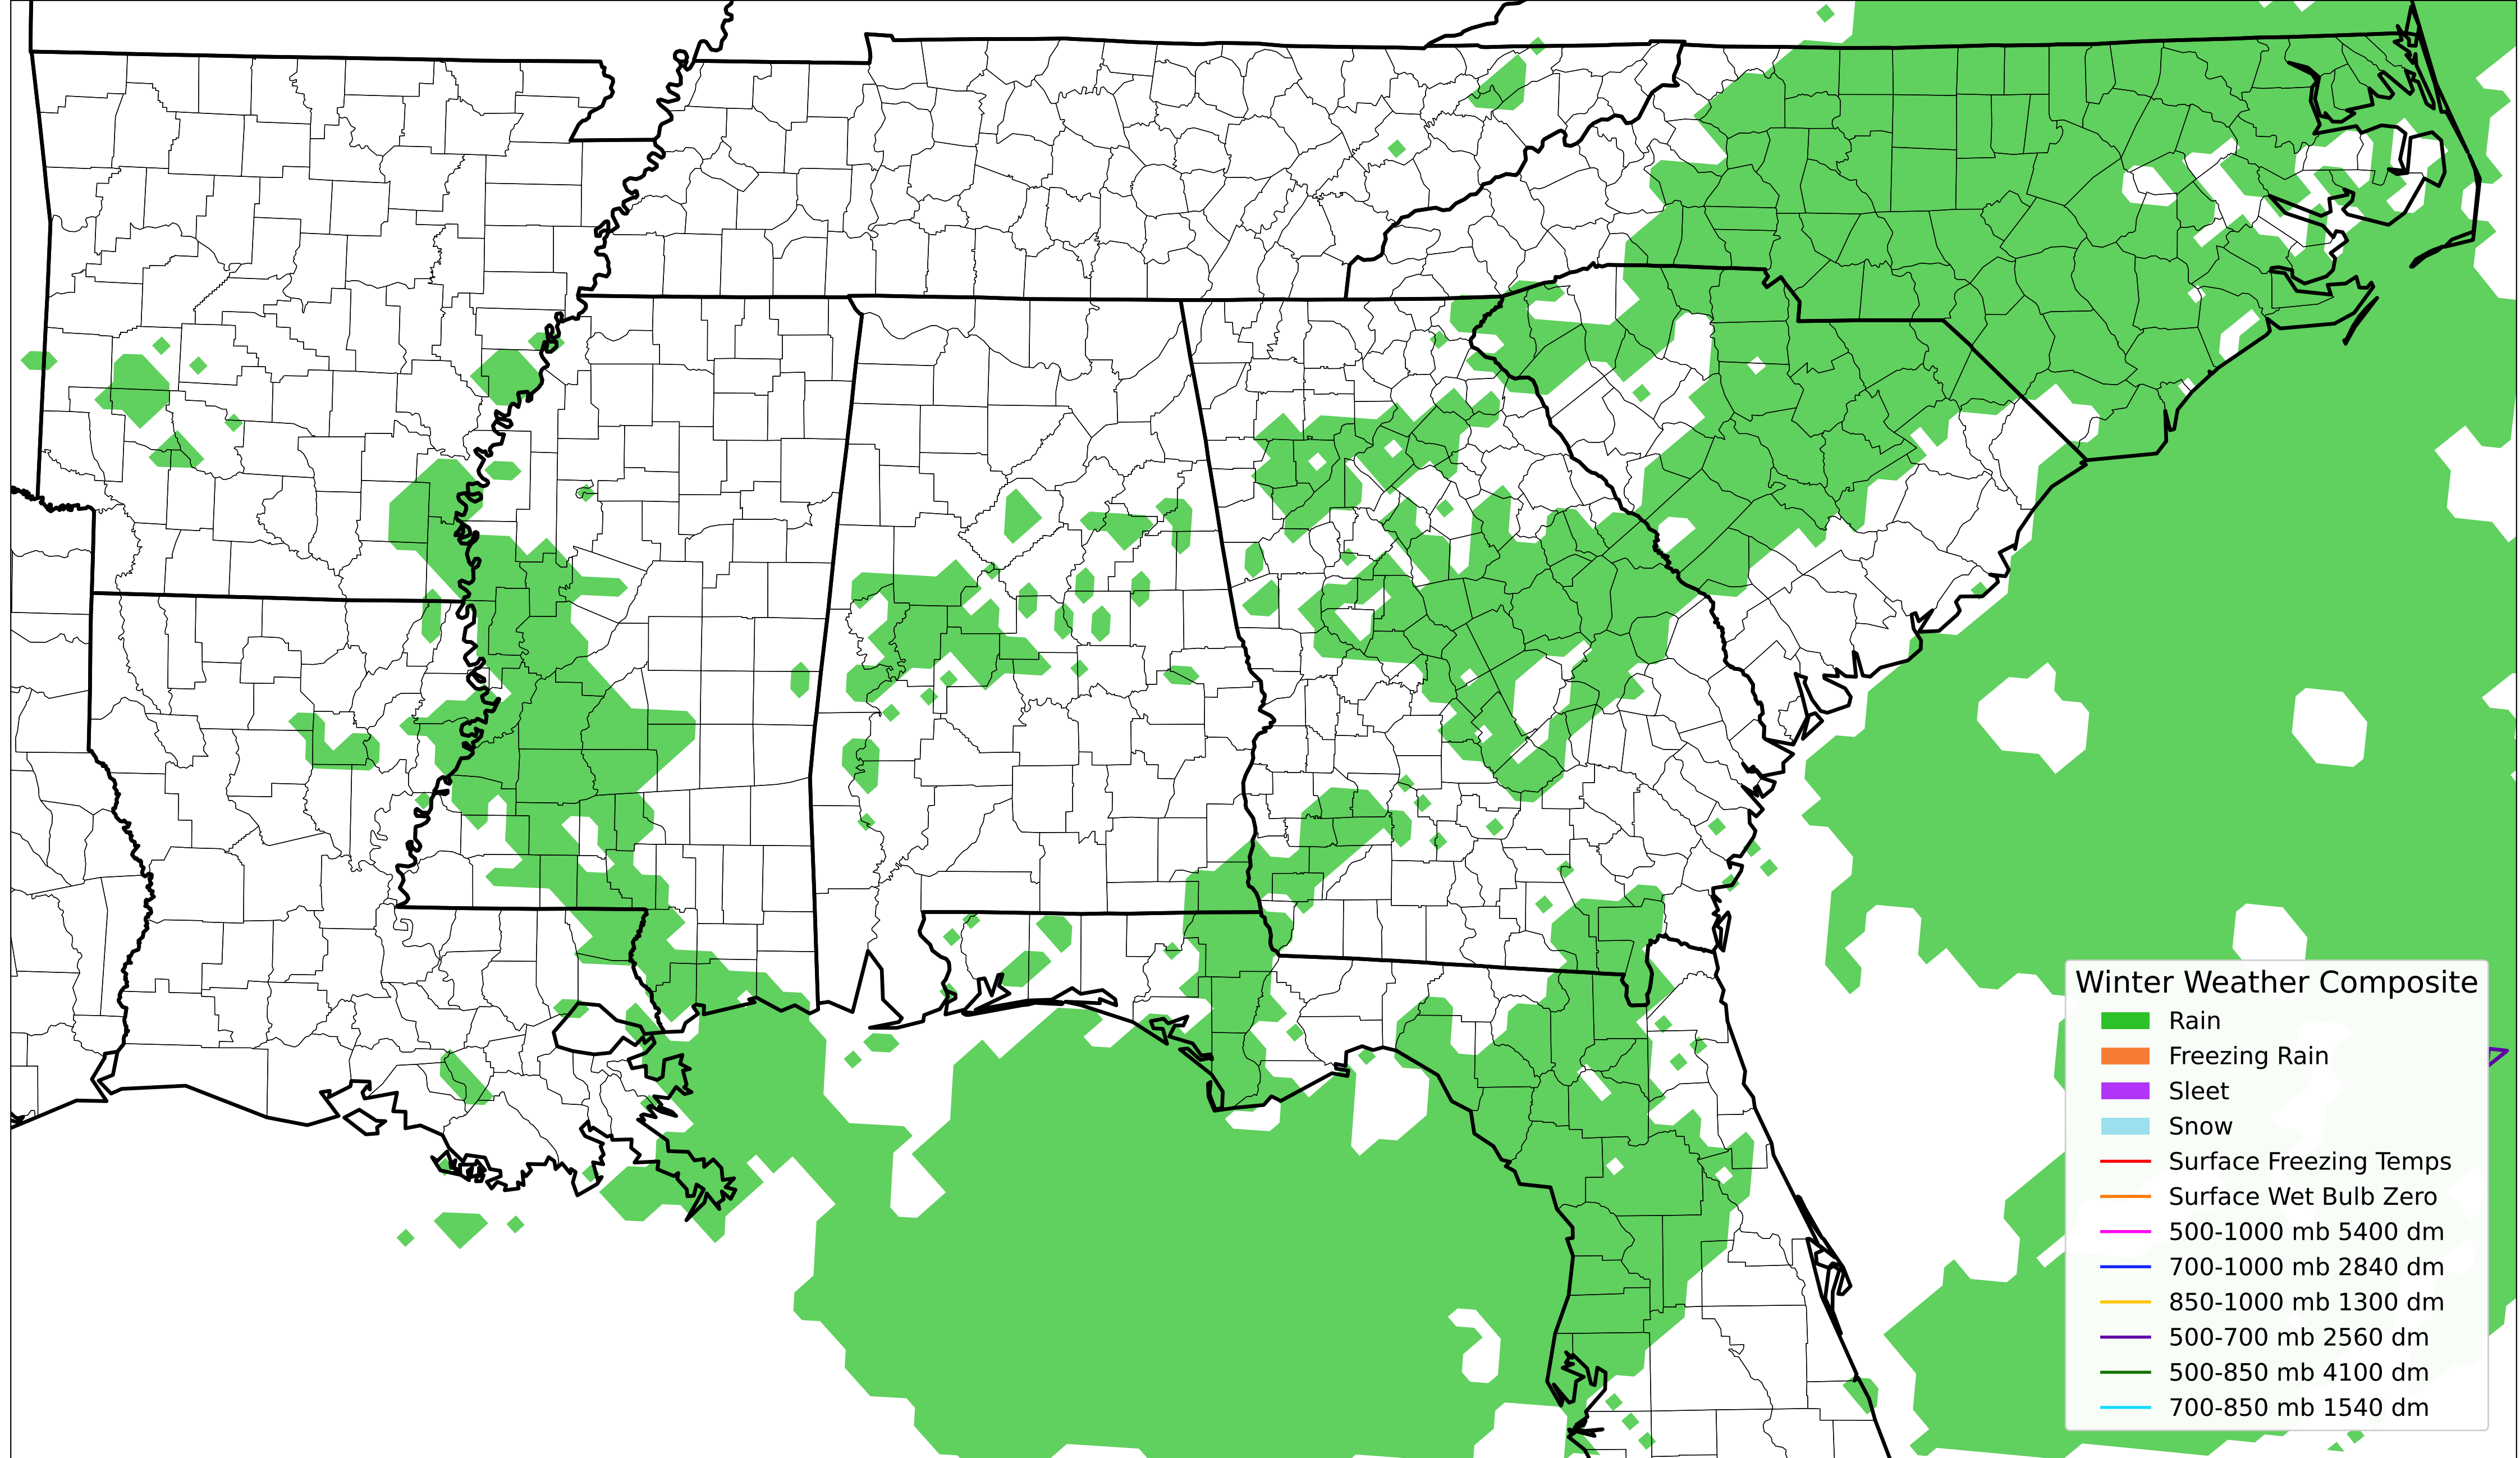 Winter Weather Composite
Rain
Freezing Rain
Sleet
Snow
Surface Freezing Temps
Surface Wet Bulb Zero
500-1000 mb 5400 dm
700-1000 mb 2840 dm
850-1000 mb 1300 dm
500-700 mb 2560 dm
500-850 mb 4100 dm
700-850 mb 1540 dm